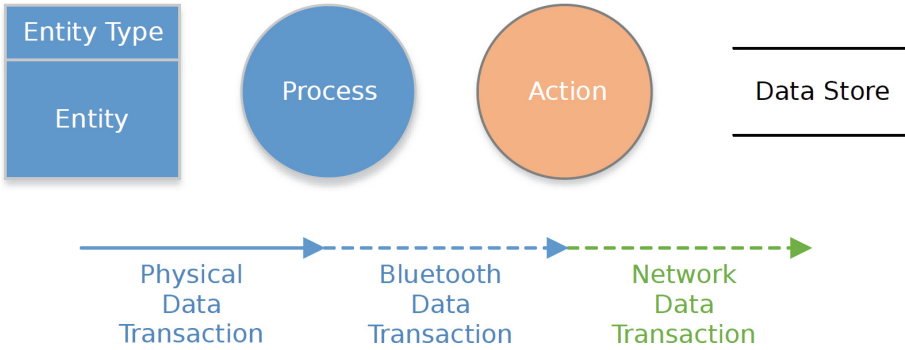 Entity Type
Entity
Process
Action
Data Store
Physical
Data
Transaction
Bluetooth
Data
Transaction
Network
Data
Transaction